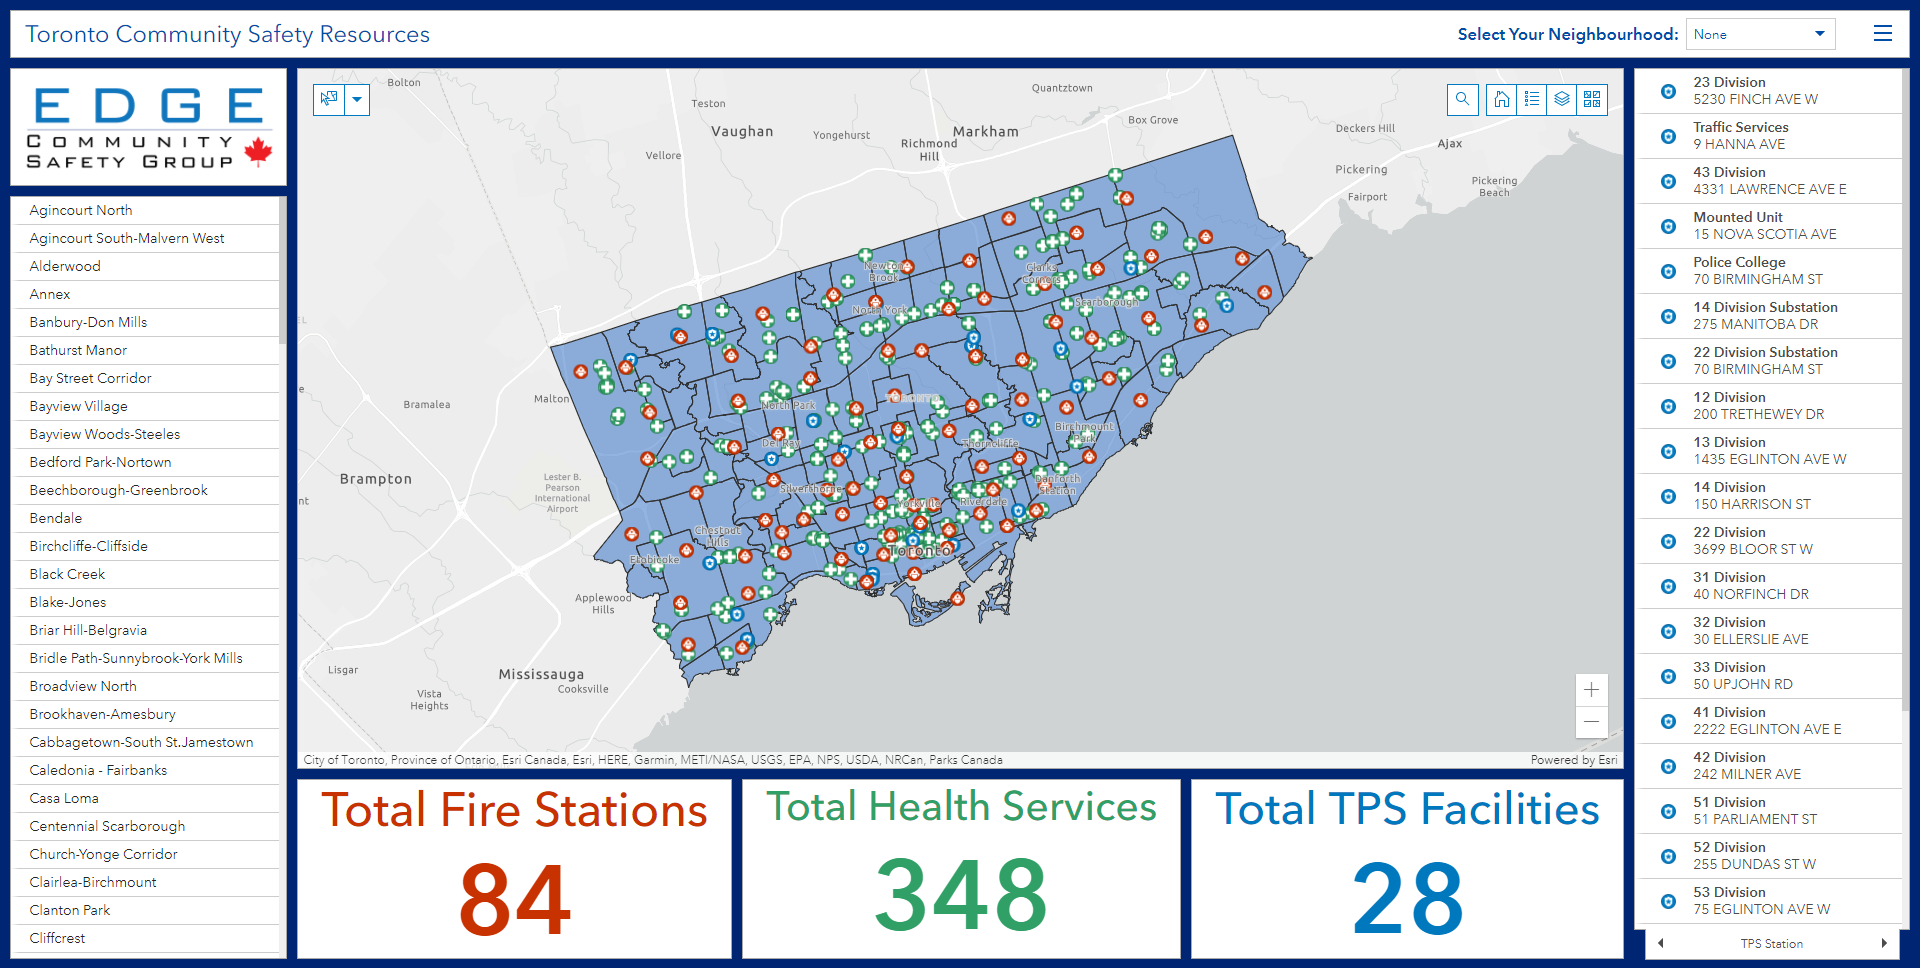 Toronto Community Safety Resources
Select Your Neighbourhood:
None
EDGE
COMMUNITY
SAFETY GROUP
Agincourt North
Agincourt South-Malvern West
Alderwood
Annex
Banbury-Don Mills
Bathurst Manor
Bay Street Corridor
Bayview Village
Bayview Woods-Steeles
Bedford Park-Nortown
Beechborough-Greenbrook
Bendale
Birchcliffe-Cliffside
Black Creek
Blake-Jones
Briar Hill-Belgravia
Bridle Path-Sunnybrook-York Mills
Broadview North
Brookhaven-Amesbury
Cabbagetown-South St.Jamestown
Caledonia - Fairbanks
Casa Loma
Centennial Scarborough
Church-Yonge Corridor
Clairlea-Birchmount
Clanton Park
Cliffcrest
Bolton
Teston
Quantztown
Vaughan
Yongehurst
Markham
Box Grove
Richmond
Hill
Deckers Hill
Ajax
Vellore
Pickering
Pickering
Beach
Fairport
Newton
Brook
Clarks
Corners
Scarborough
North York
Malton
Bramalea
TORONTO
North Park
Birchmount
Park
Del Ray
Thorncliffe
Brampton
Lester B.
Pearson
International
Airport
Silverthorne
Danforth
Station
Yorkville
Riverdale
Chestnut
Hills
Toronto
Etobicoke
Applewood
Hills
Lisgar
Mississauga
Cooksville
Vista
Heights
City of Toronto, Province of Ontario, Esri Canada, Esri, HERE, Garmin, METI/NASA, USGS, EPA, NPS, USDA, NRCan, Parks Canada
Powered by Esri
Total Fire Stations
84
Total Health Services
348
Total TPS Facilities
28
23 Division
5230 FINCH AVE W
Traffic Services
9 HANNA AVE
43 Division
4331 LAWRENCE AVE E
Mounted Unit
15 NOVA SCOTIA AVE
Police College
70 BIRMINGHAM ST
14 Division Substation
275 MANITOBA DR
22 Division Substation
70 BIRMINGHAM ST
12 Division
200 TRETHEWEY DR
13 Division
1435 EGLINTON AVE W
14 Division
150 HARRISON ST
22 Division
3699 BLOOR ST W
31 Division
40 NORFINCH DR
32 Division
30 ELLERSLIE AVE
33 Division
50 UPJOHN RD
41 Division
2222 EGLINTON AVE E
42 Division
242 MILNER AVE
51 Division
51 PARLIAMENT ST
52 Division
255 DUNDAS ST W
53 Division
75 EGLINTON AVE W
TPS Station